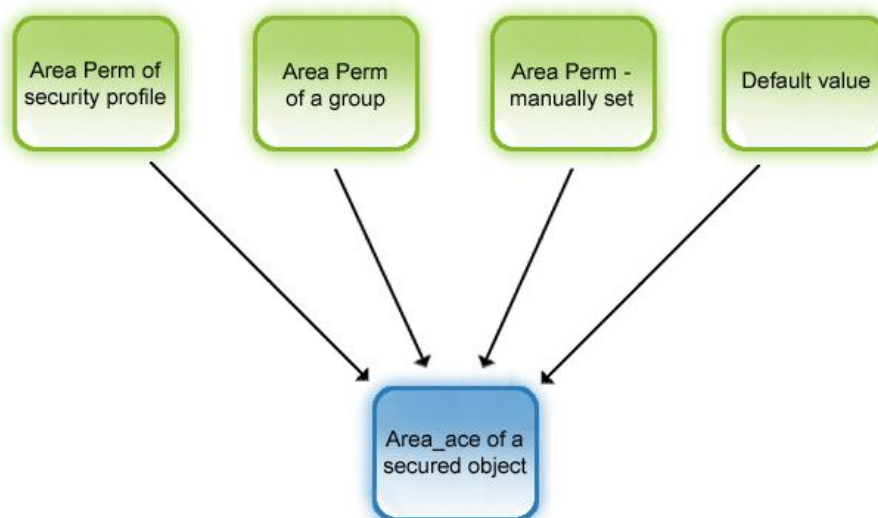 Area Perm of
security profile
Area Perm
of a group
Area Perm -
manually set
Default value
Area_ace of a
secured object